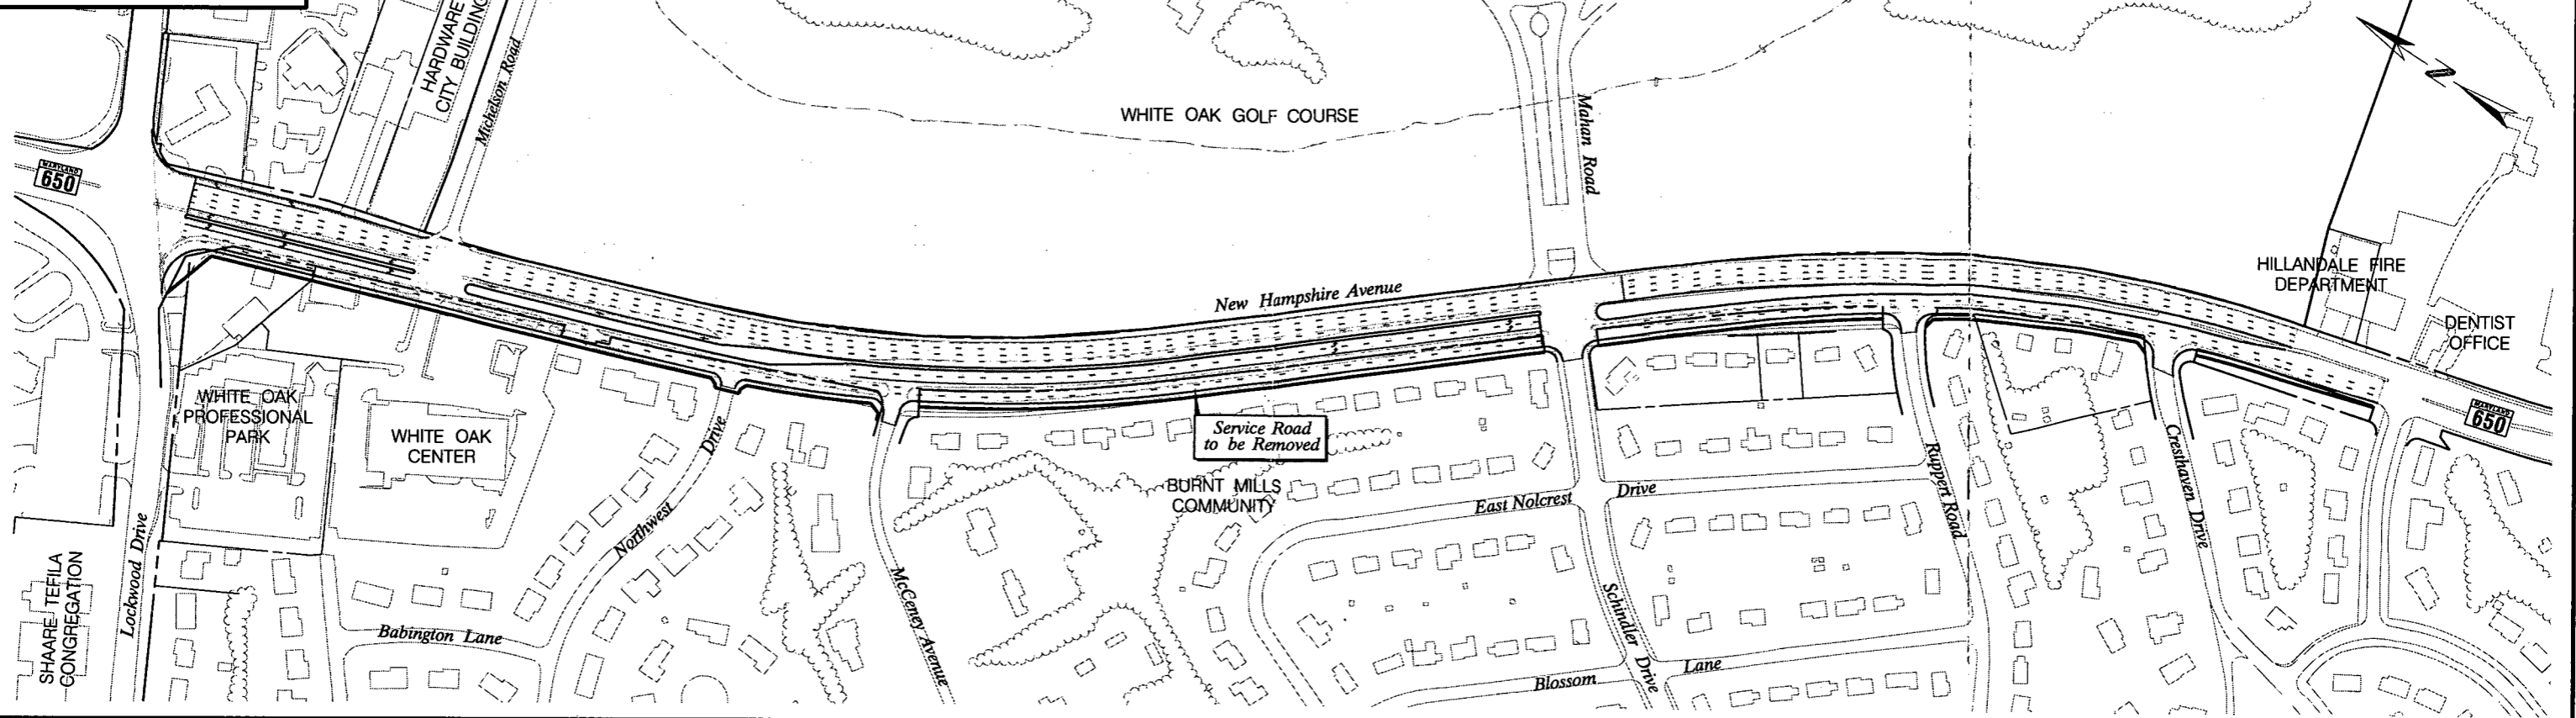 HARDWARE
CITY BUILDING
Michelson Road
MARYLAND
650
WHITE OAK GOLF COURSE
Mahan Road
N
New Hampshire Avenue
HILLANDALE FIRE
DEPARTMENT
DENTIST
OFFICE
MARYLAND
650
WHITE OAK
PROFESSIONAL
PARK
WHITE OAK
CENTER
Service Road
to be Removed
BURNT MILLS
COMMUNITY
Northwest Drive
East Nolcrest Drive
Ruppert Road
Cresthaven Drive
SHAARE TEFILA
CONGREGATION
Lockwood Drive
Babington Lane
McCeney Avenue
Schindler Drive
Blossom Lane